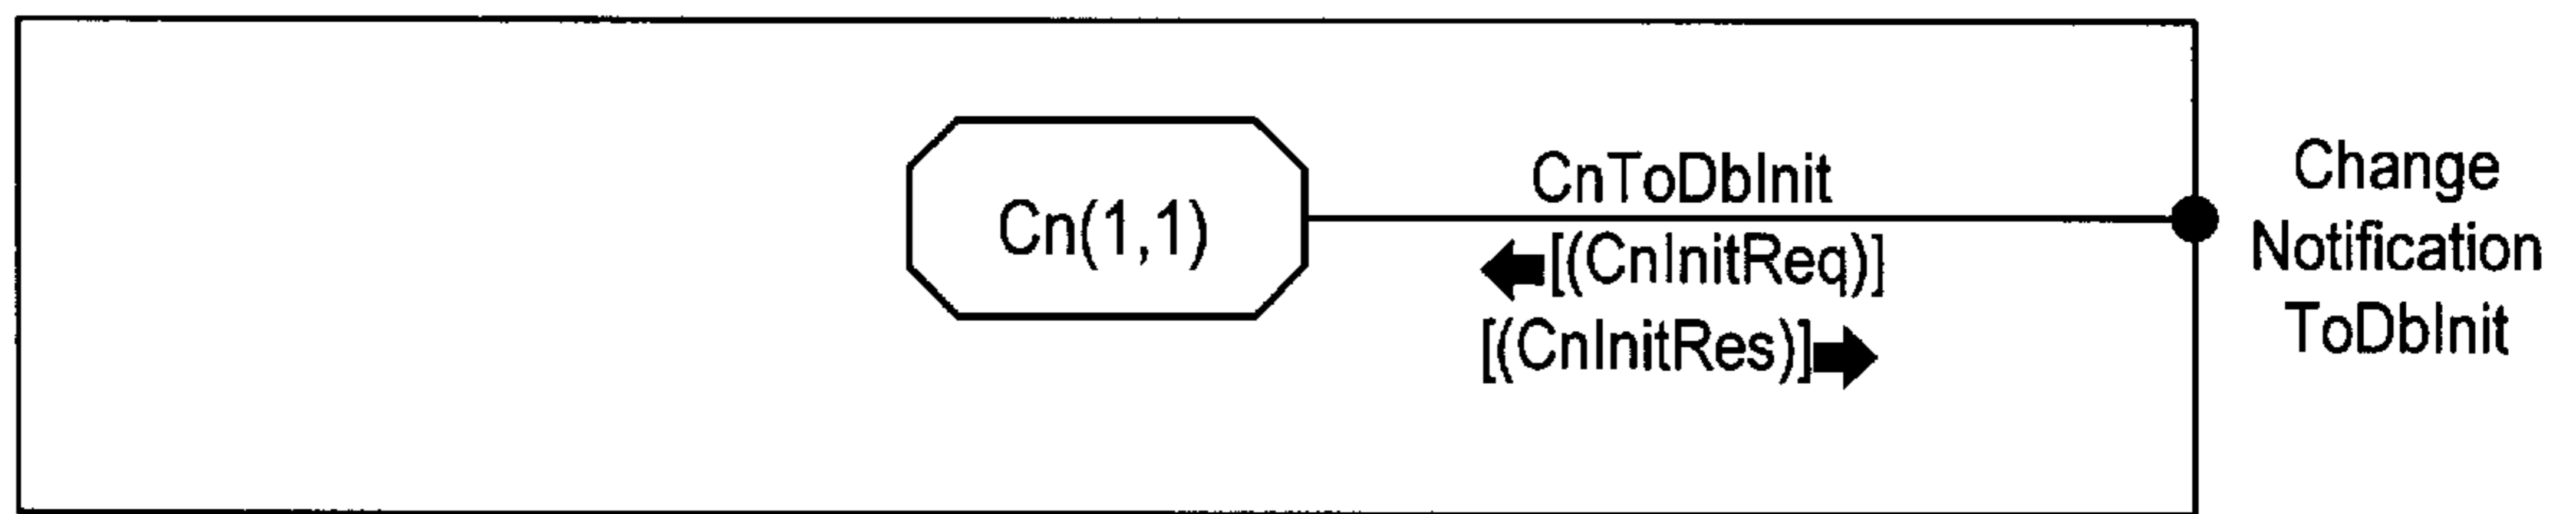 CnToDbInit
Cn(1,1)
[(CnInitReq)]
[(CnInitRes)]
Change
Notification
ToDbInit